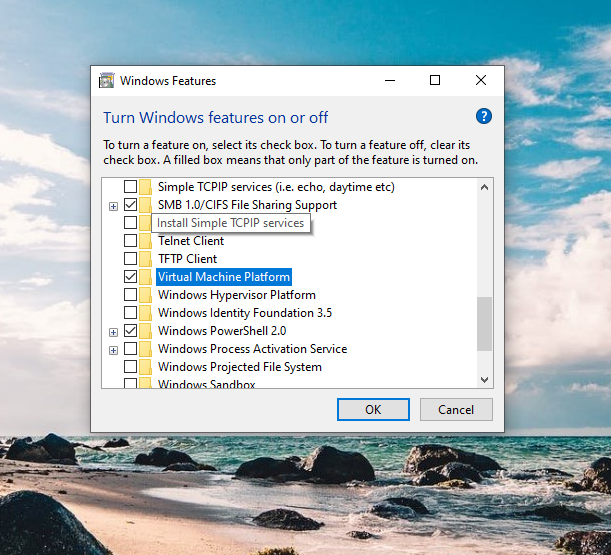 Windows Features
Turn Windows features on or off
?
To turn a feature on, select its check box. To turn a feature off, clear its
check box. A filled box means that only part of the feature is turned on.
Simple TCPIP services (i.e. echo, daytime etc)
SMB 1.0/CIFS File Sharing Support
Install Simple TCPIP services
Telnet Client
TFTP Client
Virtual Machine Platform
Windows Hypervisor Platform
Windows Identity Foundation 3.5
Windows PowerShell 2.0
Windows Process Activation Service
Windows Projected File System
Windows Sandbox
OK
Cancel